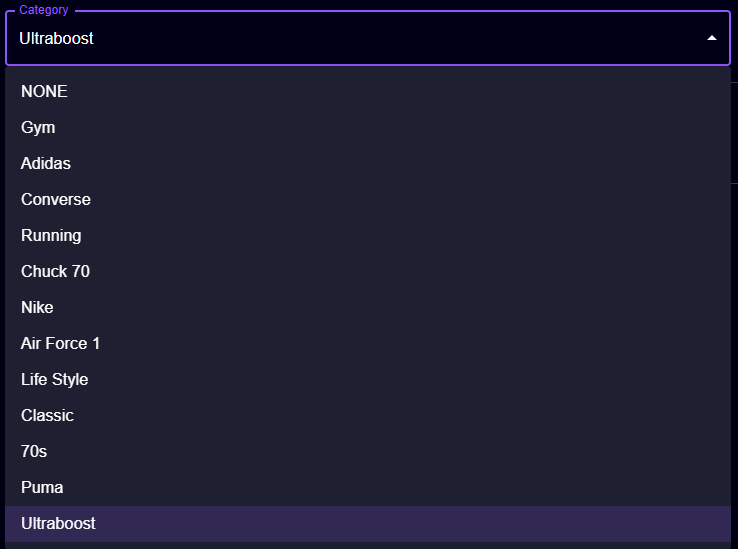 Category
Ultraboost
NONE
Gym
Adidas
Converse
Running
Chuck 70
Nike
Air Force 1
Life Style
Classic
70s
Puma
Ultraboost